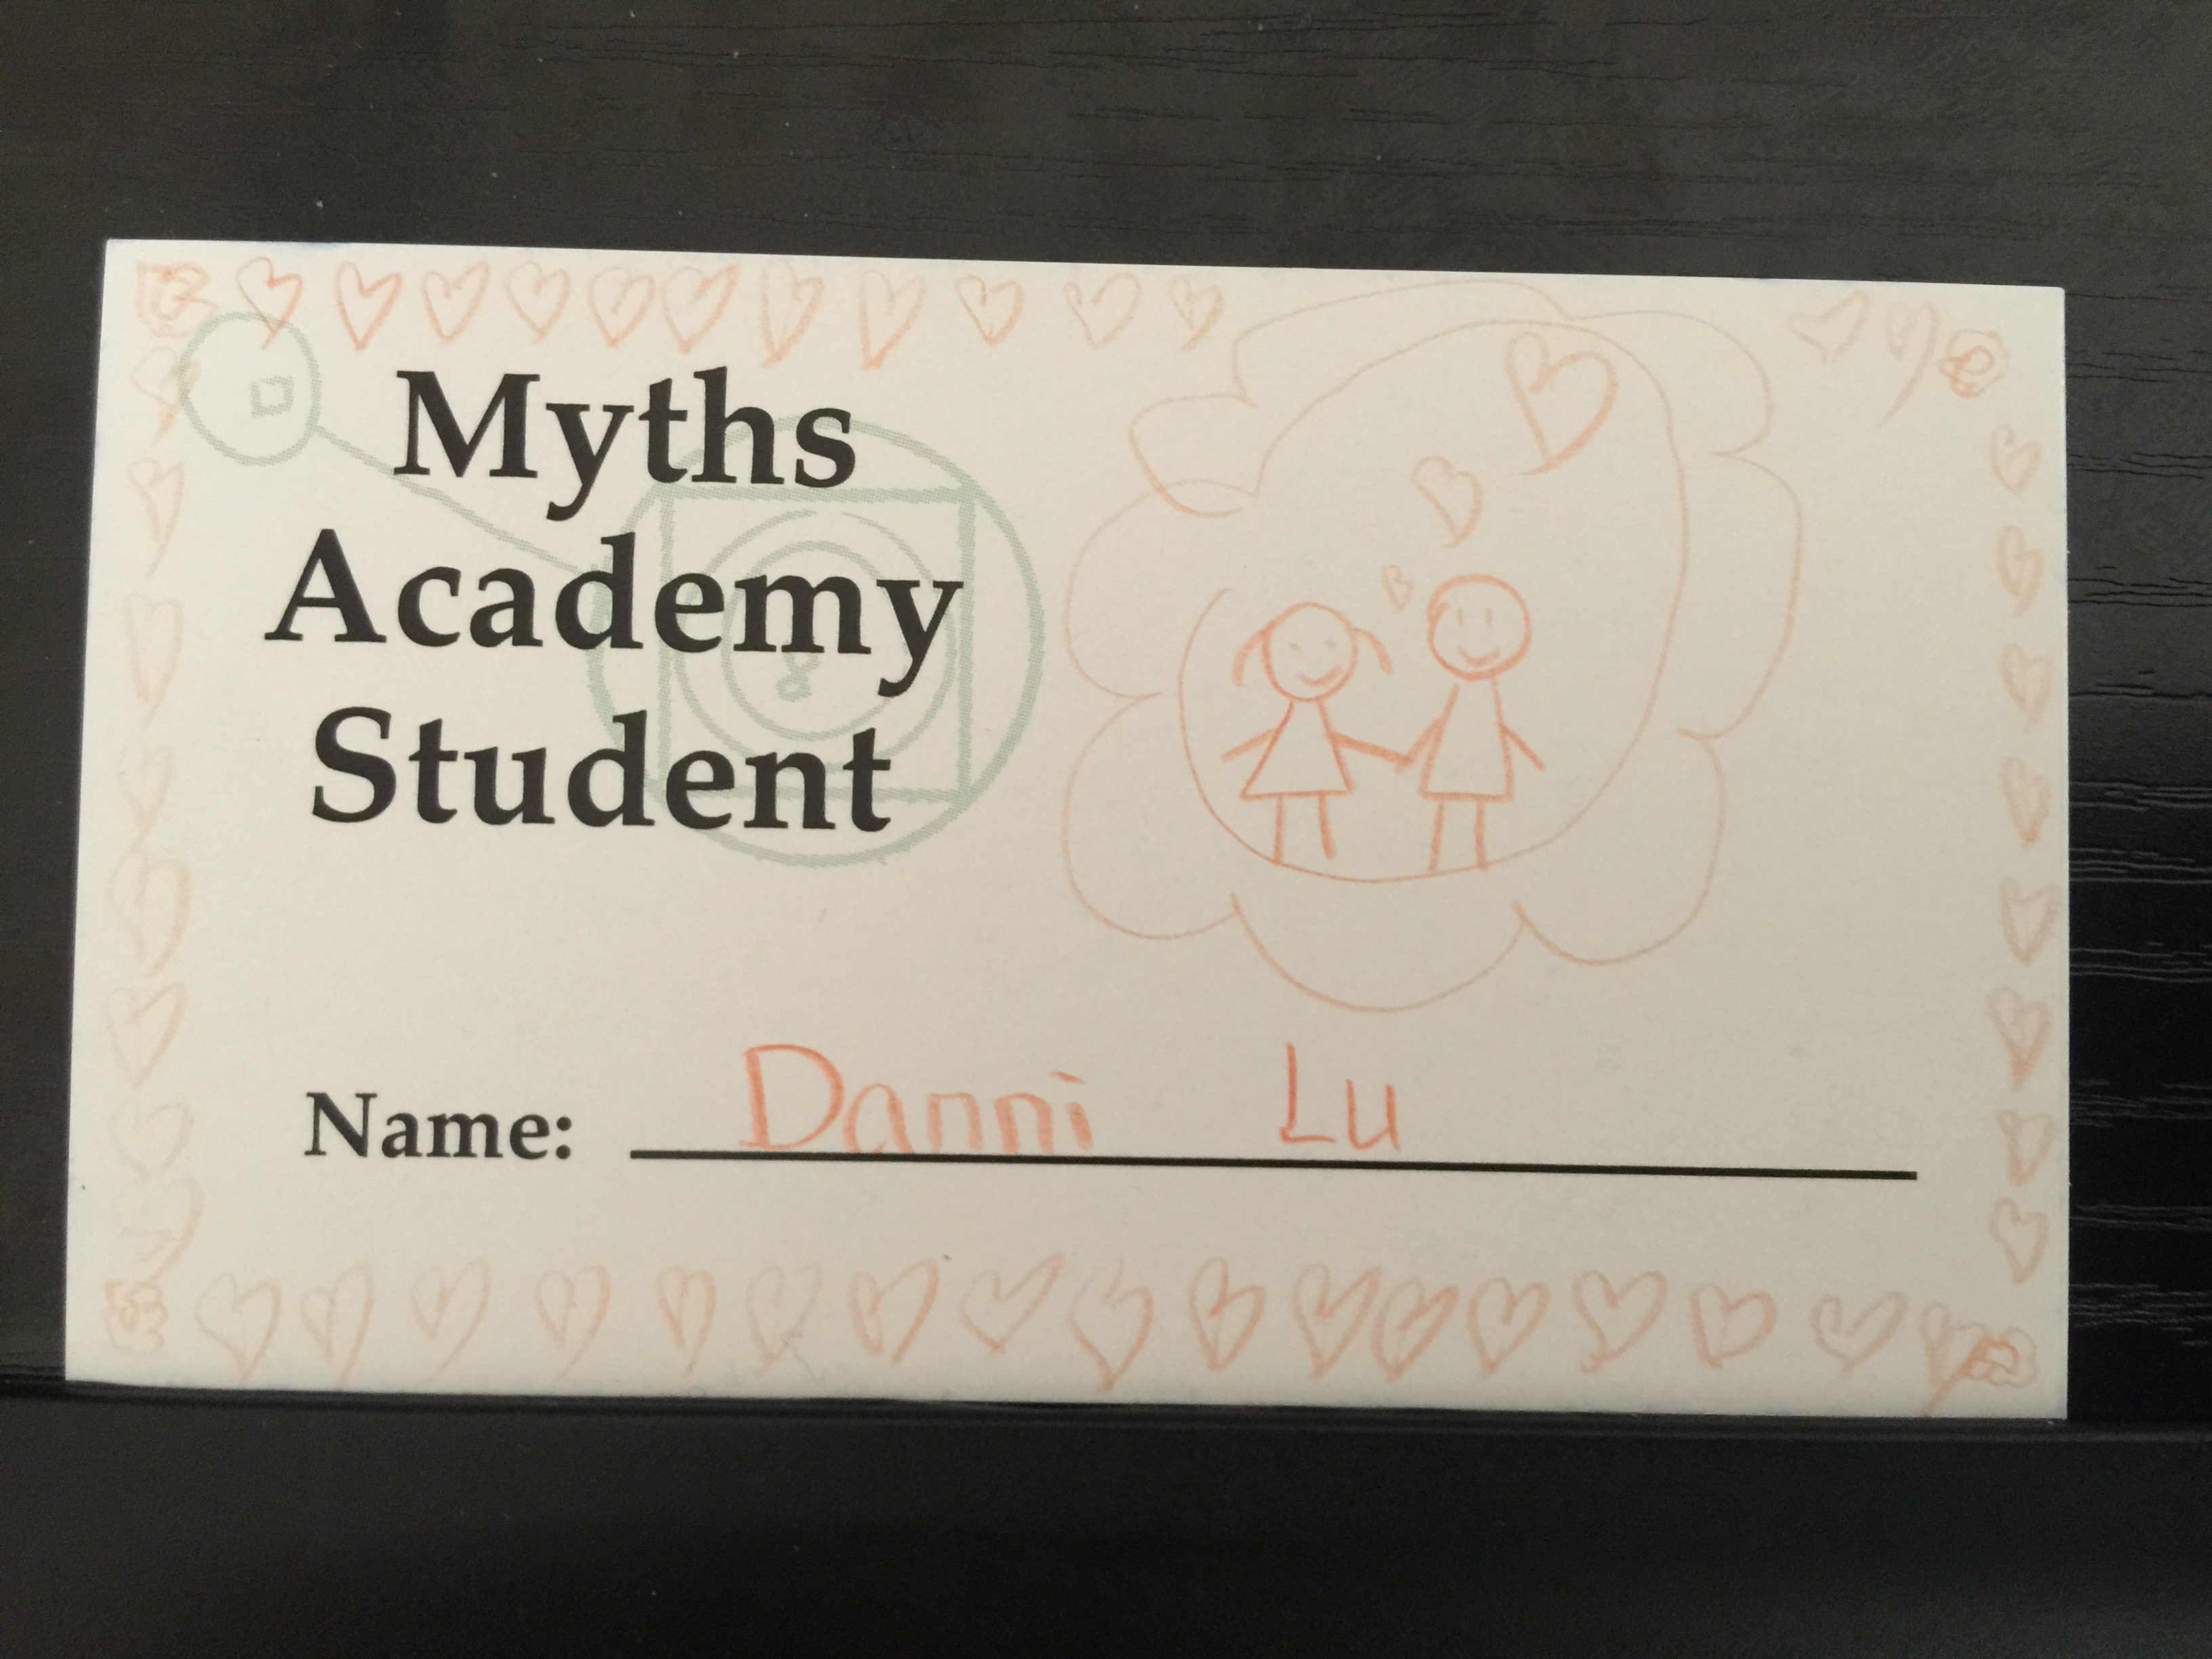 Myths
Academy
Student
Name: Danni Lu